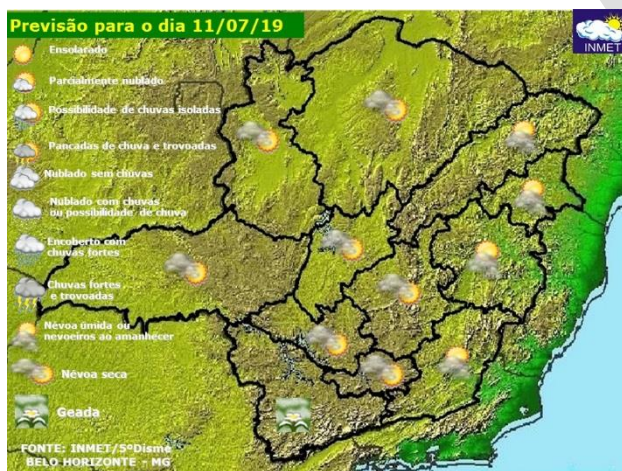 Previsão para o dia 11/07/19
INMET
Ensolarado
Parcialmente nublado
Possibilidade de chuvas isoladas
Pancadas de chuva e trovoadas
Nublado sem chuvas
Nublado com chuvas
ou possibilidade de chuva
Encoberto com
chuvas fortes
Chuvas fortes
e trovoadas
Névoa úmida ou
nevoeiros ao amanhecer
Névoa seca
Geada
FONTE: INMET/5ºDisme
BELO HORIZONTE - MG